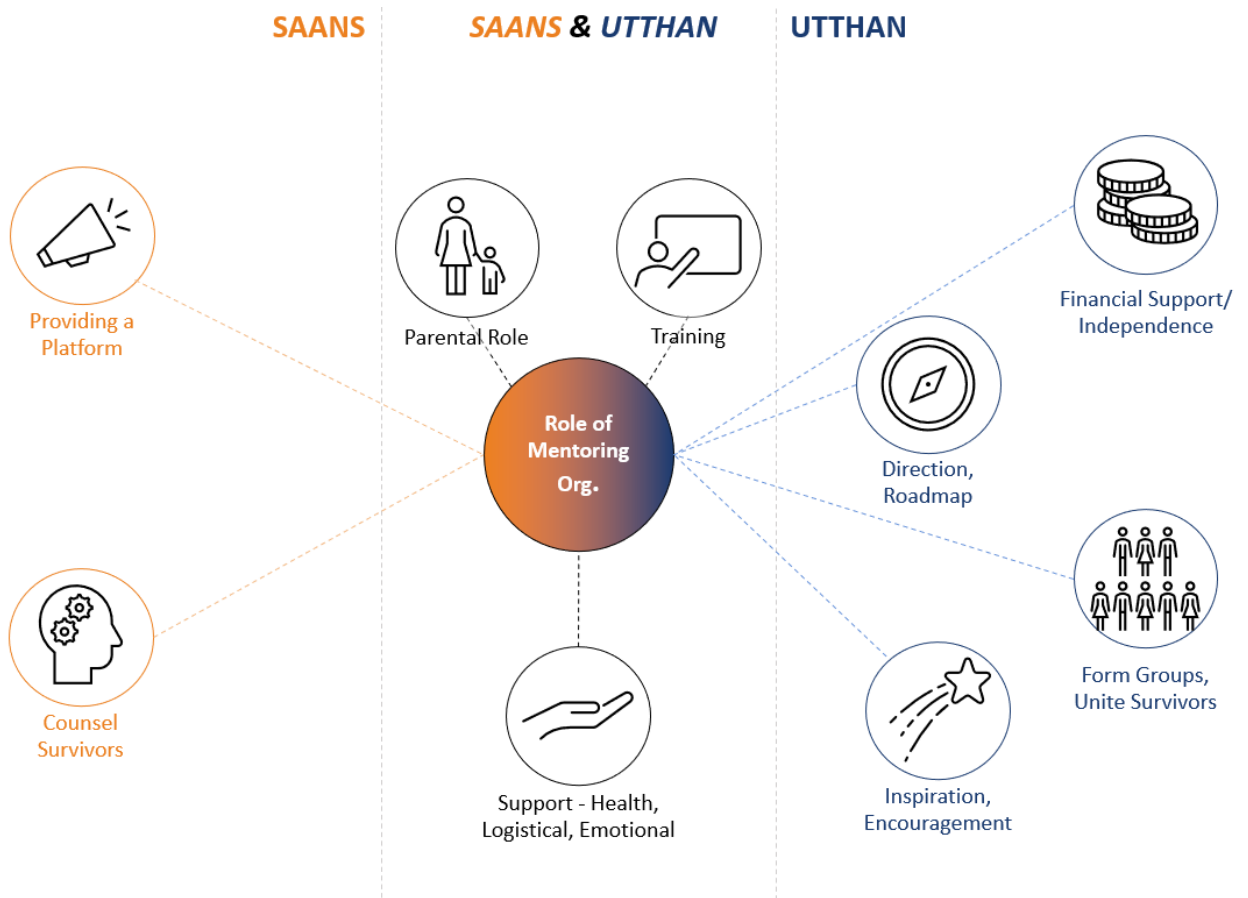 SAANS
SAANS & UTTHAN
UTTHAN
Providing a
Platform
Parental Role
Training
Financial Support/
Independence
Role of
Mentoring
Org.
Direction,
Roadmap
Counsel
Survivors
Support - Health,
Logistical, Emotional
Form Groups,
Unite Survivors
Inspiration,
Encouragement